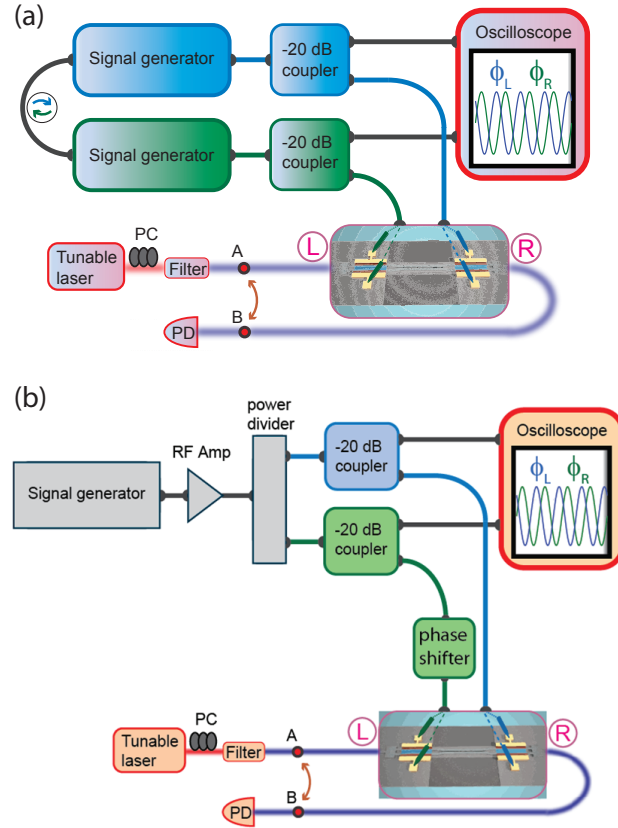 (a)
Signal generator
-20 dB
coupler
Oscilloscope
ϕL
ϕR
Signal generator
-20 dB
coupler
PC
Tunable
laser
Filter
A
L
R
B
PD
(b)
power
divider
RF Amp
Signal generator
-20 dB
coupler
Oscilloscope
ϕL
ϕR
-20 dB
coupler
phase
shifter
PC
Tunable
laser
Filter
A
L
R
B
PD